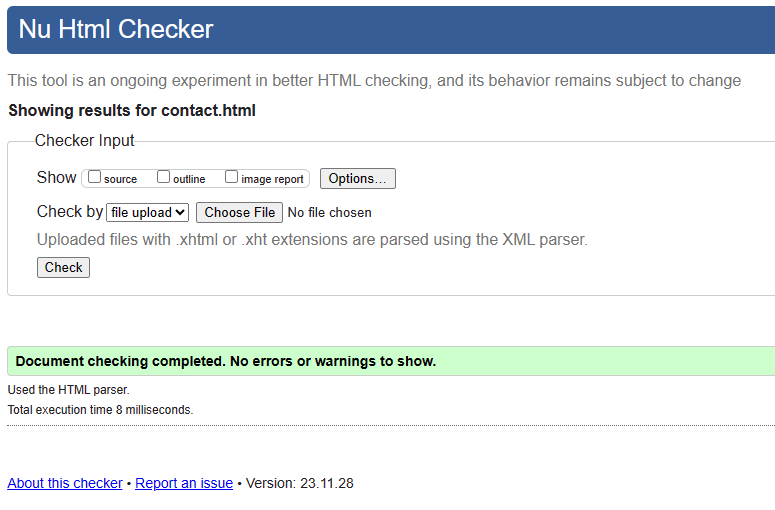 Nu Html Checker
This tool is an ongoing experiment in better HTML checking, and its behavior remains subject to change
Showing results for contact.html
Checker Input
Show source outline image report Options...
Check by file upload Choose File No file chosen
Uploaded files with .xhtml or .xht extensions are parsed using the XML parser.
Check
Document checking completed. No errors or warnings to show.
Used the HTML parser.
Total execution time 8 milliseconds.
About this checker • Report an issue • Version: 23.11.28